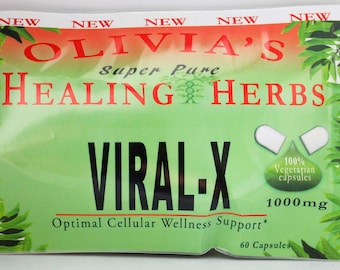 NEW NEW NEW NEW NEW
OLIVIA'S
Super Pure
HEALING HERBS
VIRAL-X
100%
Vegetarian
capsules
1000mg
Optimal Cellular Wellness Support*
60 Capsules